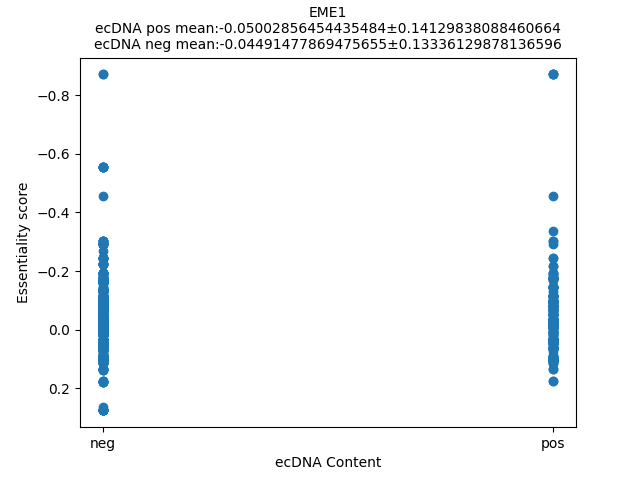 EME1
ecDNA pos mean:-0.05002856454435484±0.14129838088460664
ecDNA neg mean:-0.04491477869475655±0.13336129878136596
−0.8
−0.6
−0.4
−0.2
0.0
0.2
Essentiality score
neg
pos
ecDNA Content